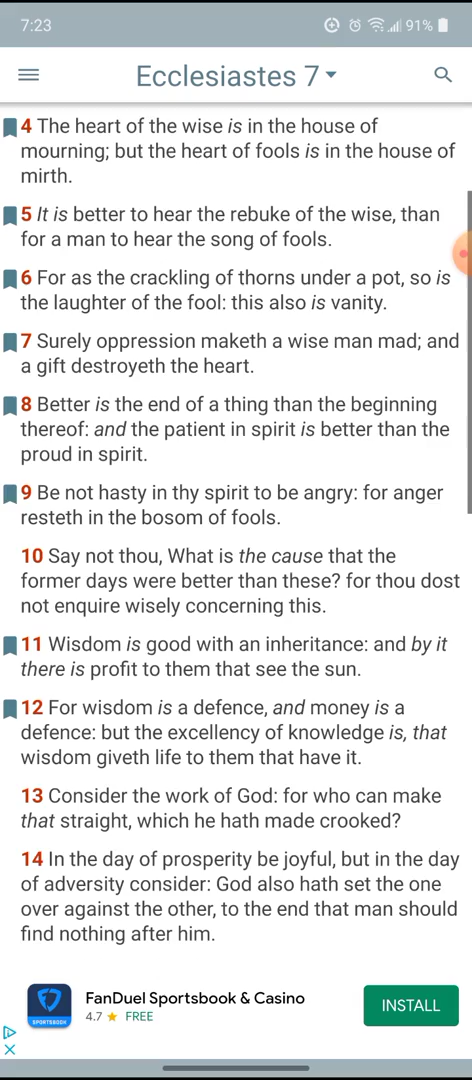 7:23
91%
Ecclesiastes 7
4 The heart of the wise is in the house of
mourning; but the heart of fools is in the house of
mirth.
5 It is better to hear the rebuke of the wise, than
for a man to hear the song of fools.
6 For as the crackling of thorns under a pot, so is
the laughter of the fool: this also is vanity.
7 Surely oppression maketh a wise man mad; and
a gift destroyeth the heart.
8 Better is the end of a thing than the beginning
thereof: and the patient in spirit is better than the
proud in spirit.
9 Be not hasty in thy spirit to be angry: for anger
resteth in the bosom of fools.
10 Say not thou, What is the cause that the
former days were better than these? for thou dost
not enquire wisely concerning this.
11 Wisdom is good with an inheritance: and by it
there is profit to them that see the sun.
12 For wisdom is a defence, and money is a
defence: but the excellency of knowledge is, that
wisdom giveth life to them that have it.
13 Consider the work of God: for who can make
that straight, which he hath made crooked?
14 In the day of prosperity be joyful, but in the day
of adversity consider: God also hath set the one
over against the other, to the end that man should
find nothing after him.
FanDuel Sportsbook & Casino
4.7 ★ FREE
SPORTSBOOK
INSTALL